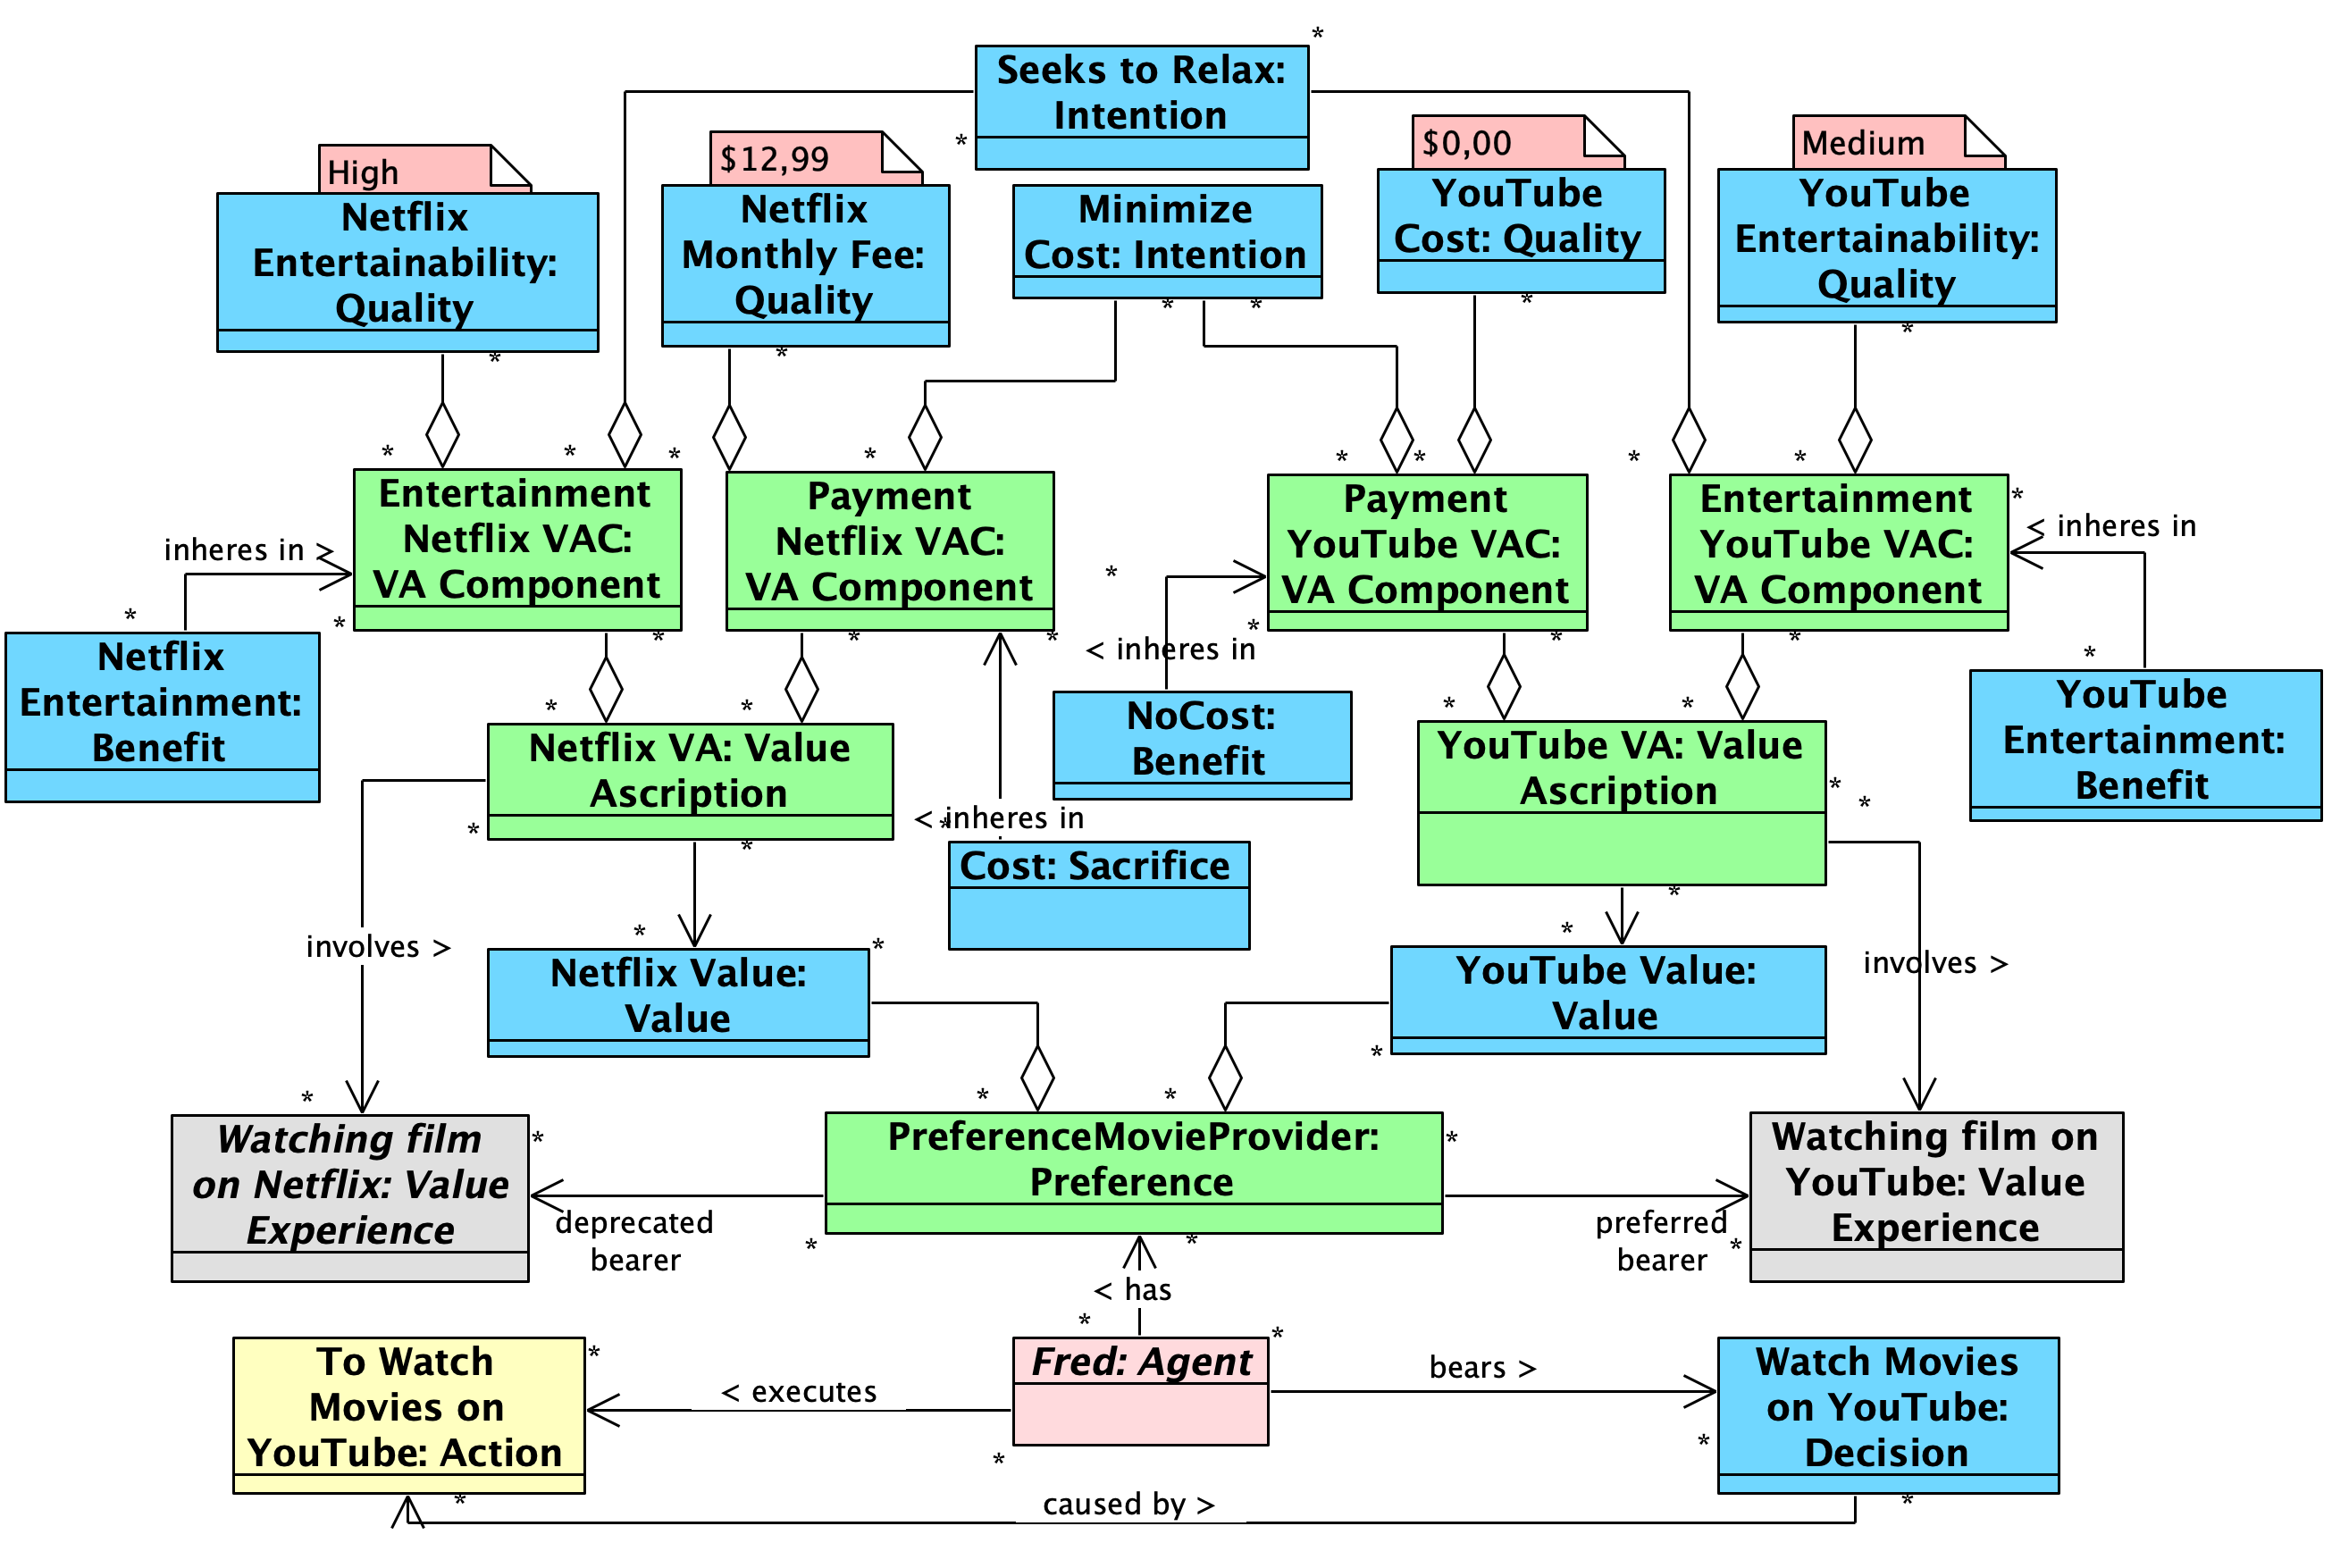 Seeks to Relax:
Intention
High
$12,99
$0,00
Medium
Netflix
Entertainability:
Quality
Netflix
Monthly Fee:
Quality
Minimize
Cost: Intention
YouTube
Cost: Quality
YouTube
Entertainability:
Quality
Entertainment
Netflix VAC:
VA Component
Payment
Netflix VAC:
VA Component
Payment
YouTube VAC:
VA Component
Entertainment
YouTube VAC:
VA Component
inheres in >
< inheres in
< inheres in
Netflix
Entertainment:
Benefit
NoCost:
Benefit
YouTube
Entertainment:
Benefit
Netflix VA: Value
Ascription
YouTube VA: Value
Ascription
< inheres in
Cost: Sacrifice
involves >
involves >
Netflix Value:
Value
YouTube Value:
Value
Watching film
on Netflix: Value
Experience
PreferenceMovieProvider:
Preference
Watching film on
YouTube: Value
Experience
deprecated
bearer
preferred
bearer
< has
To Watch
Movies on
YouTube: Action
< executes
Fred: Agent
bears >
Watch Movies
on YouTube:
Decision
caused by >